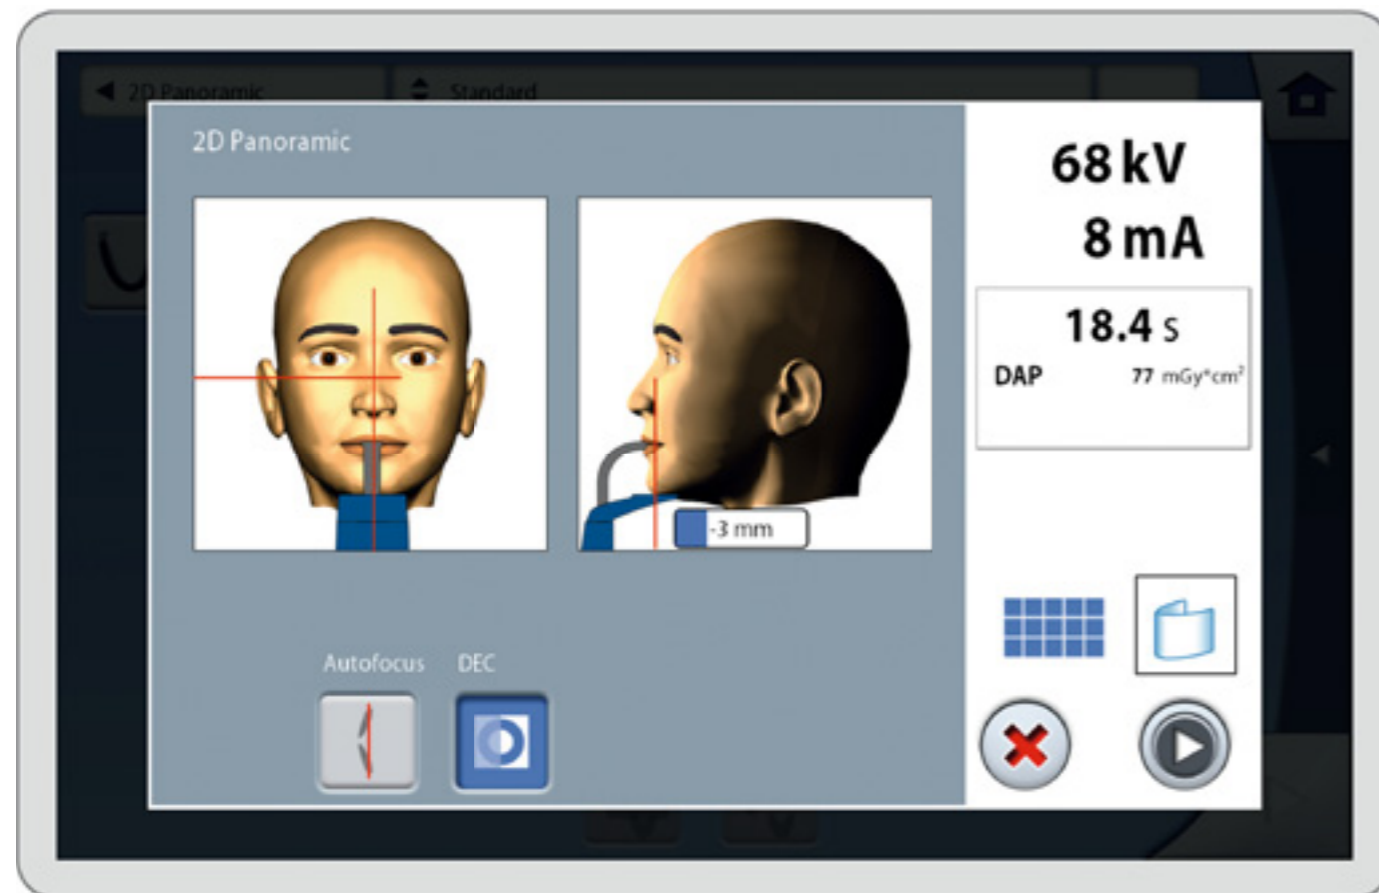 2D Panoramic
Standard
2D Panoramic
68 kV
8 mA
18.4 s
DAP 77 mGy*cm²
-3 mm
Autofocus DEC